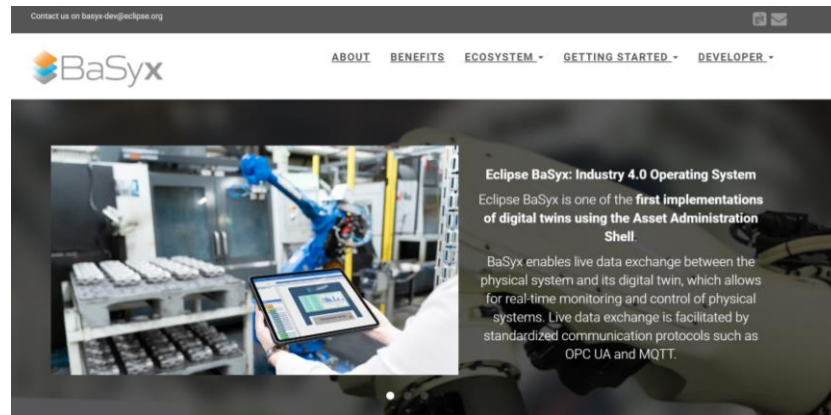 Contact us on basyx-dev@eclipse.org
BaSyx
ABOUT BENEFITS ECOSYSTEM GETTING STARTED DEVELOPER
Eclipse BaSyx: Industry 4.0 Operating System
Eclipse BaSyx is one of the first implementations
of digital twins using the Asset Administration
Shell.
BaSyx enables live data exchange between the
physical system and its digital twin, which allows
for real-time monitoring and control of physical
systems. Live data exchange is facilitated by
standardized communication protocols such as
OPC UA and MQTT.